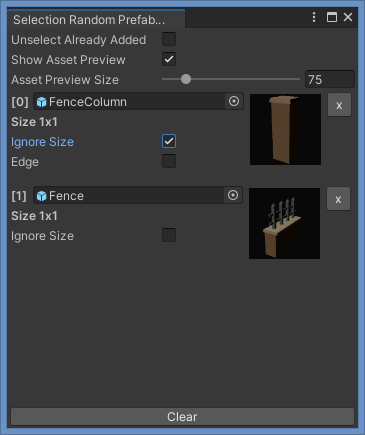 Selection Random Prefab...
Unselect Already Added
Show Asset Preview
Asset Preview Size 75
[0] FenceColumn x
Size 1x1
Ignore Size
Edge
[1] Fence x
Size 1x1
Ignore Size
Clear